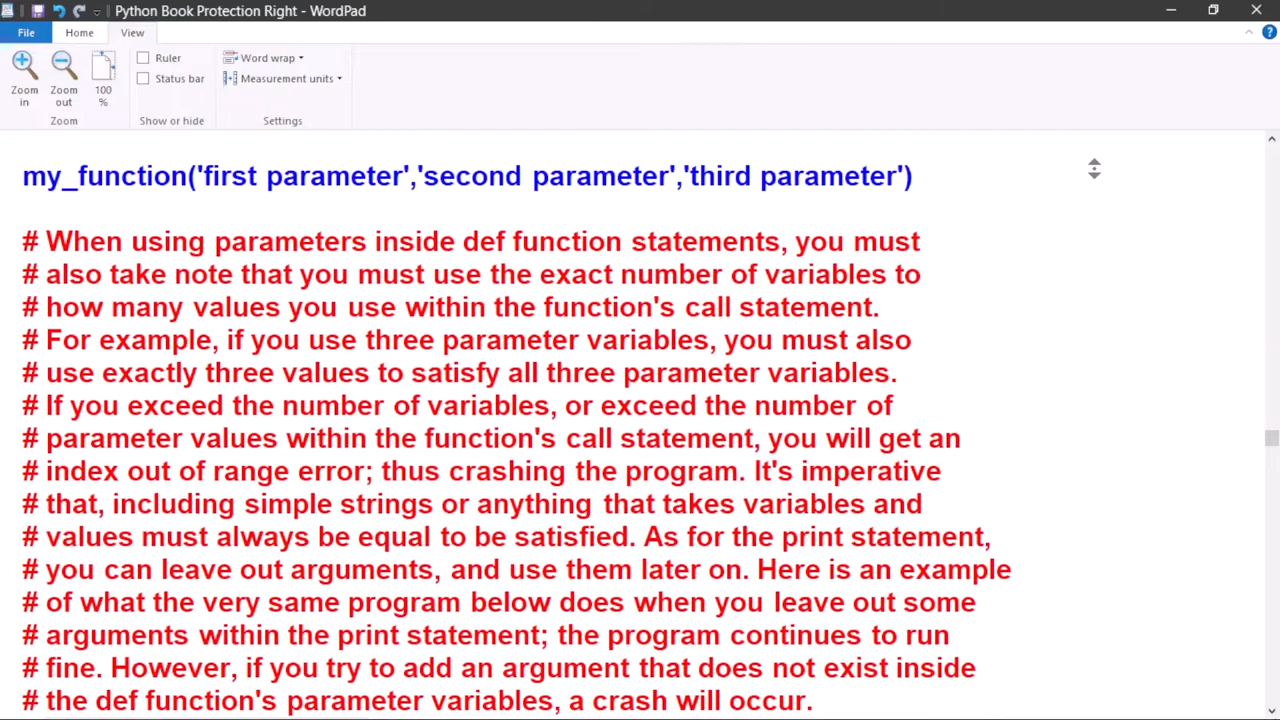 Python Book Protection Right - WordPad
File Home View
Zoom in
Zoom out
100 %
Ruler
Status bar
Word wrap
Measurement units
Zoom Show or hide Settings
my_function('first parameter','second parameter','third parameter')
# When using parameters inside def function statements, you must
# also take note that you must use the exact number of variables to
# how many values you use within the function's call statement.
# For example, if you use three parameter variables, you must also
# use exactly three values to satisfy all three parameter variables.
# If you exceed the number of variables, or exceed the number of
# parameter values within the function's call statement, you will get an
# index out of range error; thus crashing the program. It's imperative
# that, including simple strings or anything that takes variables and
# values must always be equal to be satisfied. As for the print statement,
# you can leave out arguments, and use them later on. Here is an example
# of what the very same program below does when you leave out some
# arguments within the print statement; the program continues to run
# fine. However, if you try to add an argument that does not exist inside
# the def function's parameter variables, a crash will occur.